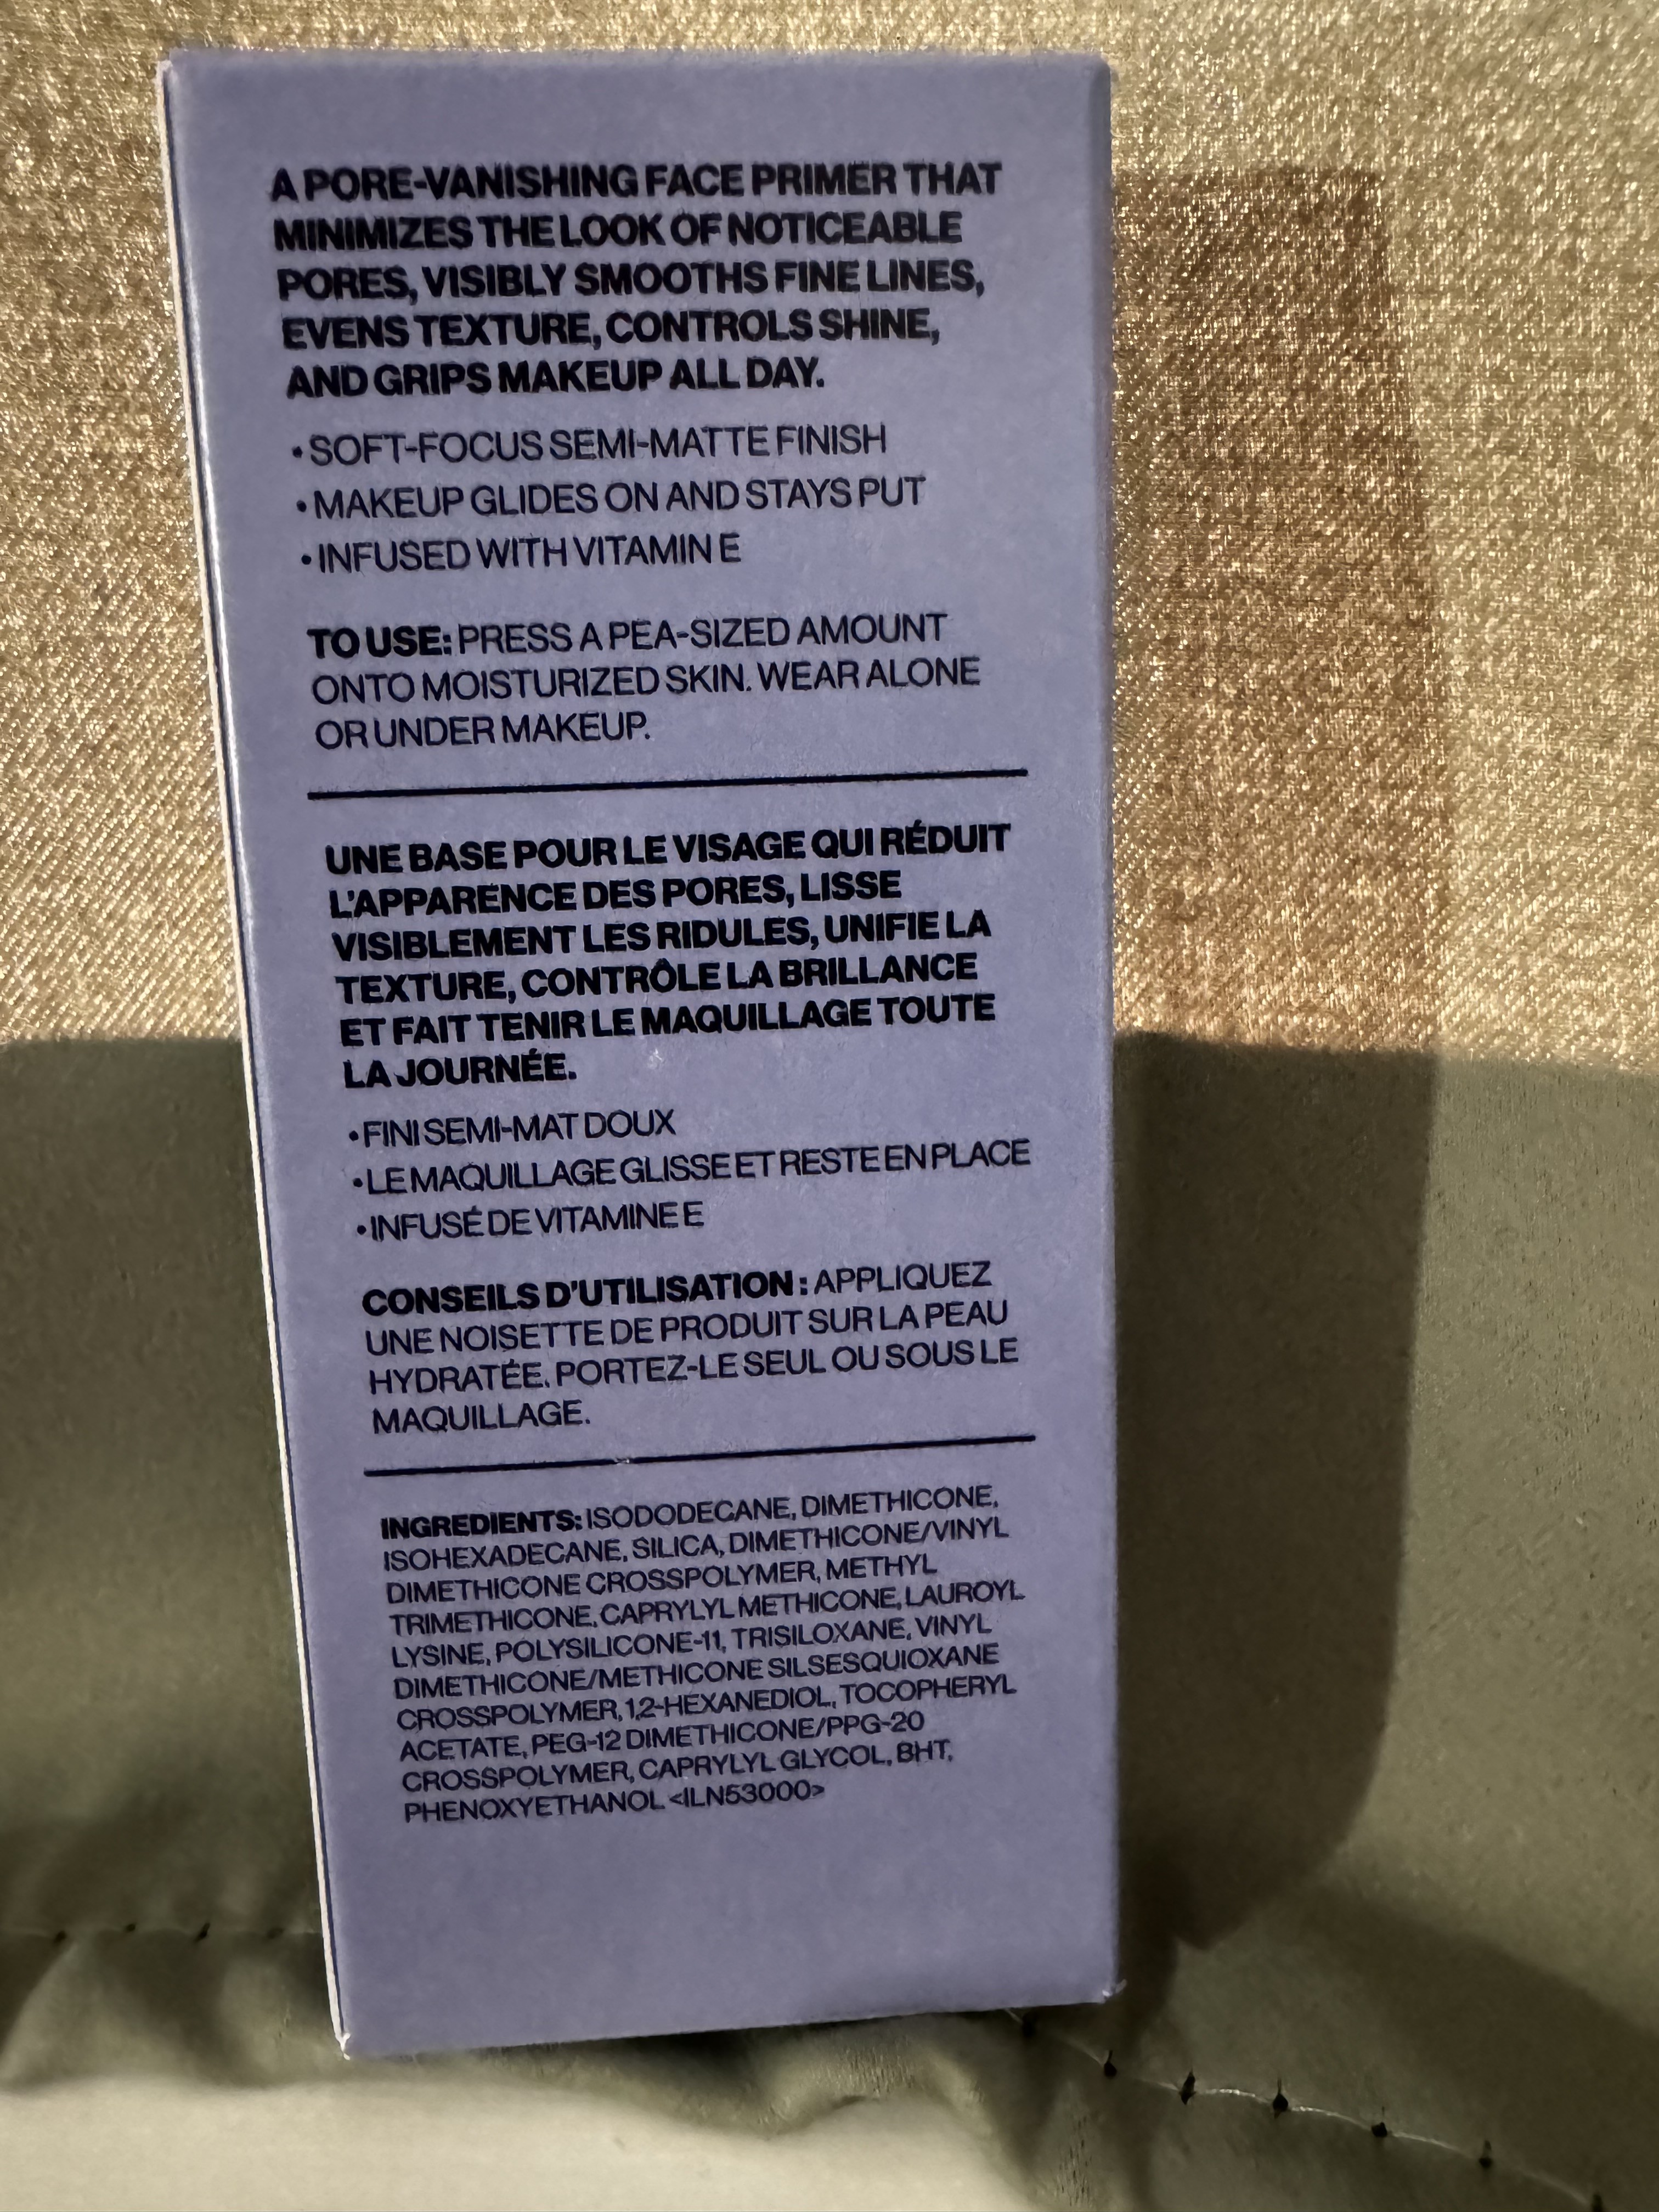 A PORE-VANISHING FACE PRIMER THAT
MINIMIZES THE LOOK OF NOTICEABLE
PORES, VISIBLY SMOOTHS FINE LINES,
EVENS TEXTURE, CONTROLS SHINE,
AND GRIPS MAKEUP ALL DAY.
• SOFT-FOCUS SEMI-MATTE FINISH
• MAKEUP GLIDES ON AND STAYS PUT
• INFUSED WITH VITAMIN E
TO USE: PRESS A PEA-SIZED AMOUNT
ONTO MOISTURIZED SKIN. WEAR ALONE
OR UNDER MAKEUP.
UNE BASE POUR LE VISAGE QUI RÉDUIT
L'APPARENCE DES PORES, LISSE
VISIBLEMENT LES RIDULES, UNIFIE LA
TEXTURE, CONTRÔLE LA BRILLANCE
ET FAIT TENIR LE MAQUILLAGE TOUTE
LA JOURNÉE.
• FINI SEMI-MAT DOUX
• LE MAQUILLAGE GLISSE ET RESTE EN PLACE
• INFUSÉ DE VITAMINE E
CONSEILS D'UTILISATION : APPLIQUEZ
UNE NOISETTE DE PRODUIT SUR LA PEAU
HYDRATÉE. PORTEZ-LE SEUL OU SOUS LE
MAQUILLAGE.
INGREDIENTS: ISODODECANE, DIMETHICONE,
ISOHEXADECANE, SILICA, DIMETHICONE/VINYL
DIMETHICONE CROSSPOLYMER, METHYL
TRIMETHICONE, CAPRYLYL METHICONE, LAUROYL
LYSINE, POLYSILICONE-11, TRISILOXANE, VINYL
DIMETHICONE/METHICONE SILSESQUIOXANE
CROSSPOLYMER, 1,2-HEXANEDIOL, TOCOPHERYL
ACETATE, PEG-12 DIMETHICONE/PPG-20
CROSSPOLYMER, CAPRYLYL GLYCOL, BHT,
PHENOXYETHANOL <ILN53000>